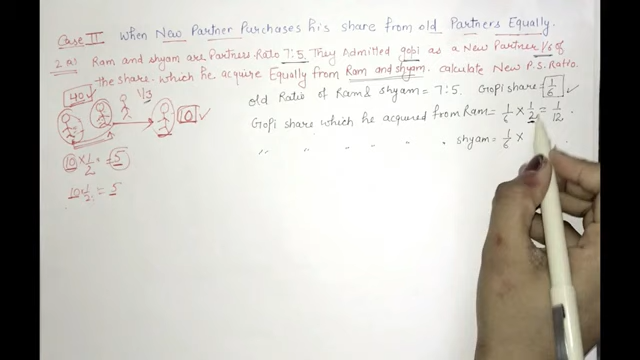 Case II When New Partner Purchases his share from old Partners Equally.
2 Q) Ram and shyam are Partners Rato 7:5. They Admitted gopi as a New Partner 1/6 of
the share. which he acquire Equally from Ram and shyam. calculate New P.S. Ratio.
old Ratio of Ram & shyam = 7:5. Gopi share = 1/6
Gopi share which he acquired from Ram = 1/6 × 1/2 = 1/12
,, ,, ,, ,, ,, ,, shyam = 1/6 ×
40 1/3
10
10 × 1/2 = 5
10 × 1/2 = 5